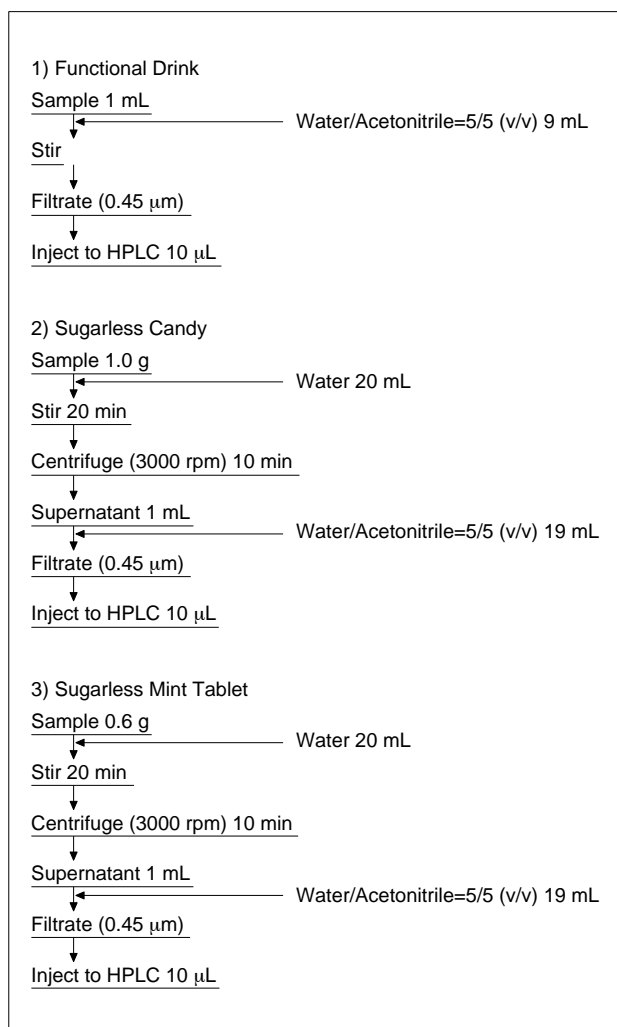 1) Functional Drink
Sample 1 mL
Water/Acetonitrile=5/5 (v/v) 9 mL
Stir
Filtrate (0.45 μm)
Inject to HPLC 10 μL
2) Sugarless Candy
Sample 1.0 g
Water 20 mL
Stir 20 min
Centrifuge (3000 rpm) 10 min
Supernatant 1 mL
Water/Acetonitrile=5/5 (v/v) 19 mL
Filtrate (0.45 μm)
Inject to HPLC 10 μL
3) Sugarless Mint Tablet
Sample 0.6 g
Water 20 mL
Stir 20 min
Centrifuge (3000 rpm) 10 min
Supernatant 1 mL
Water/Acetonitrile=5/5 (v/v) 19 mL
Filtrate (0.45 μm)
Inject to HPLC 10 μL